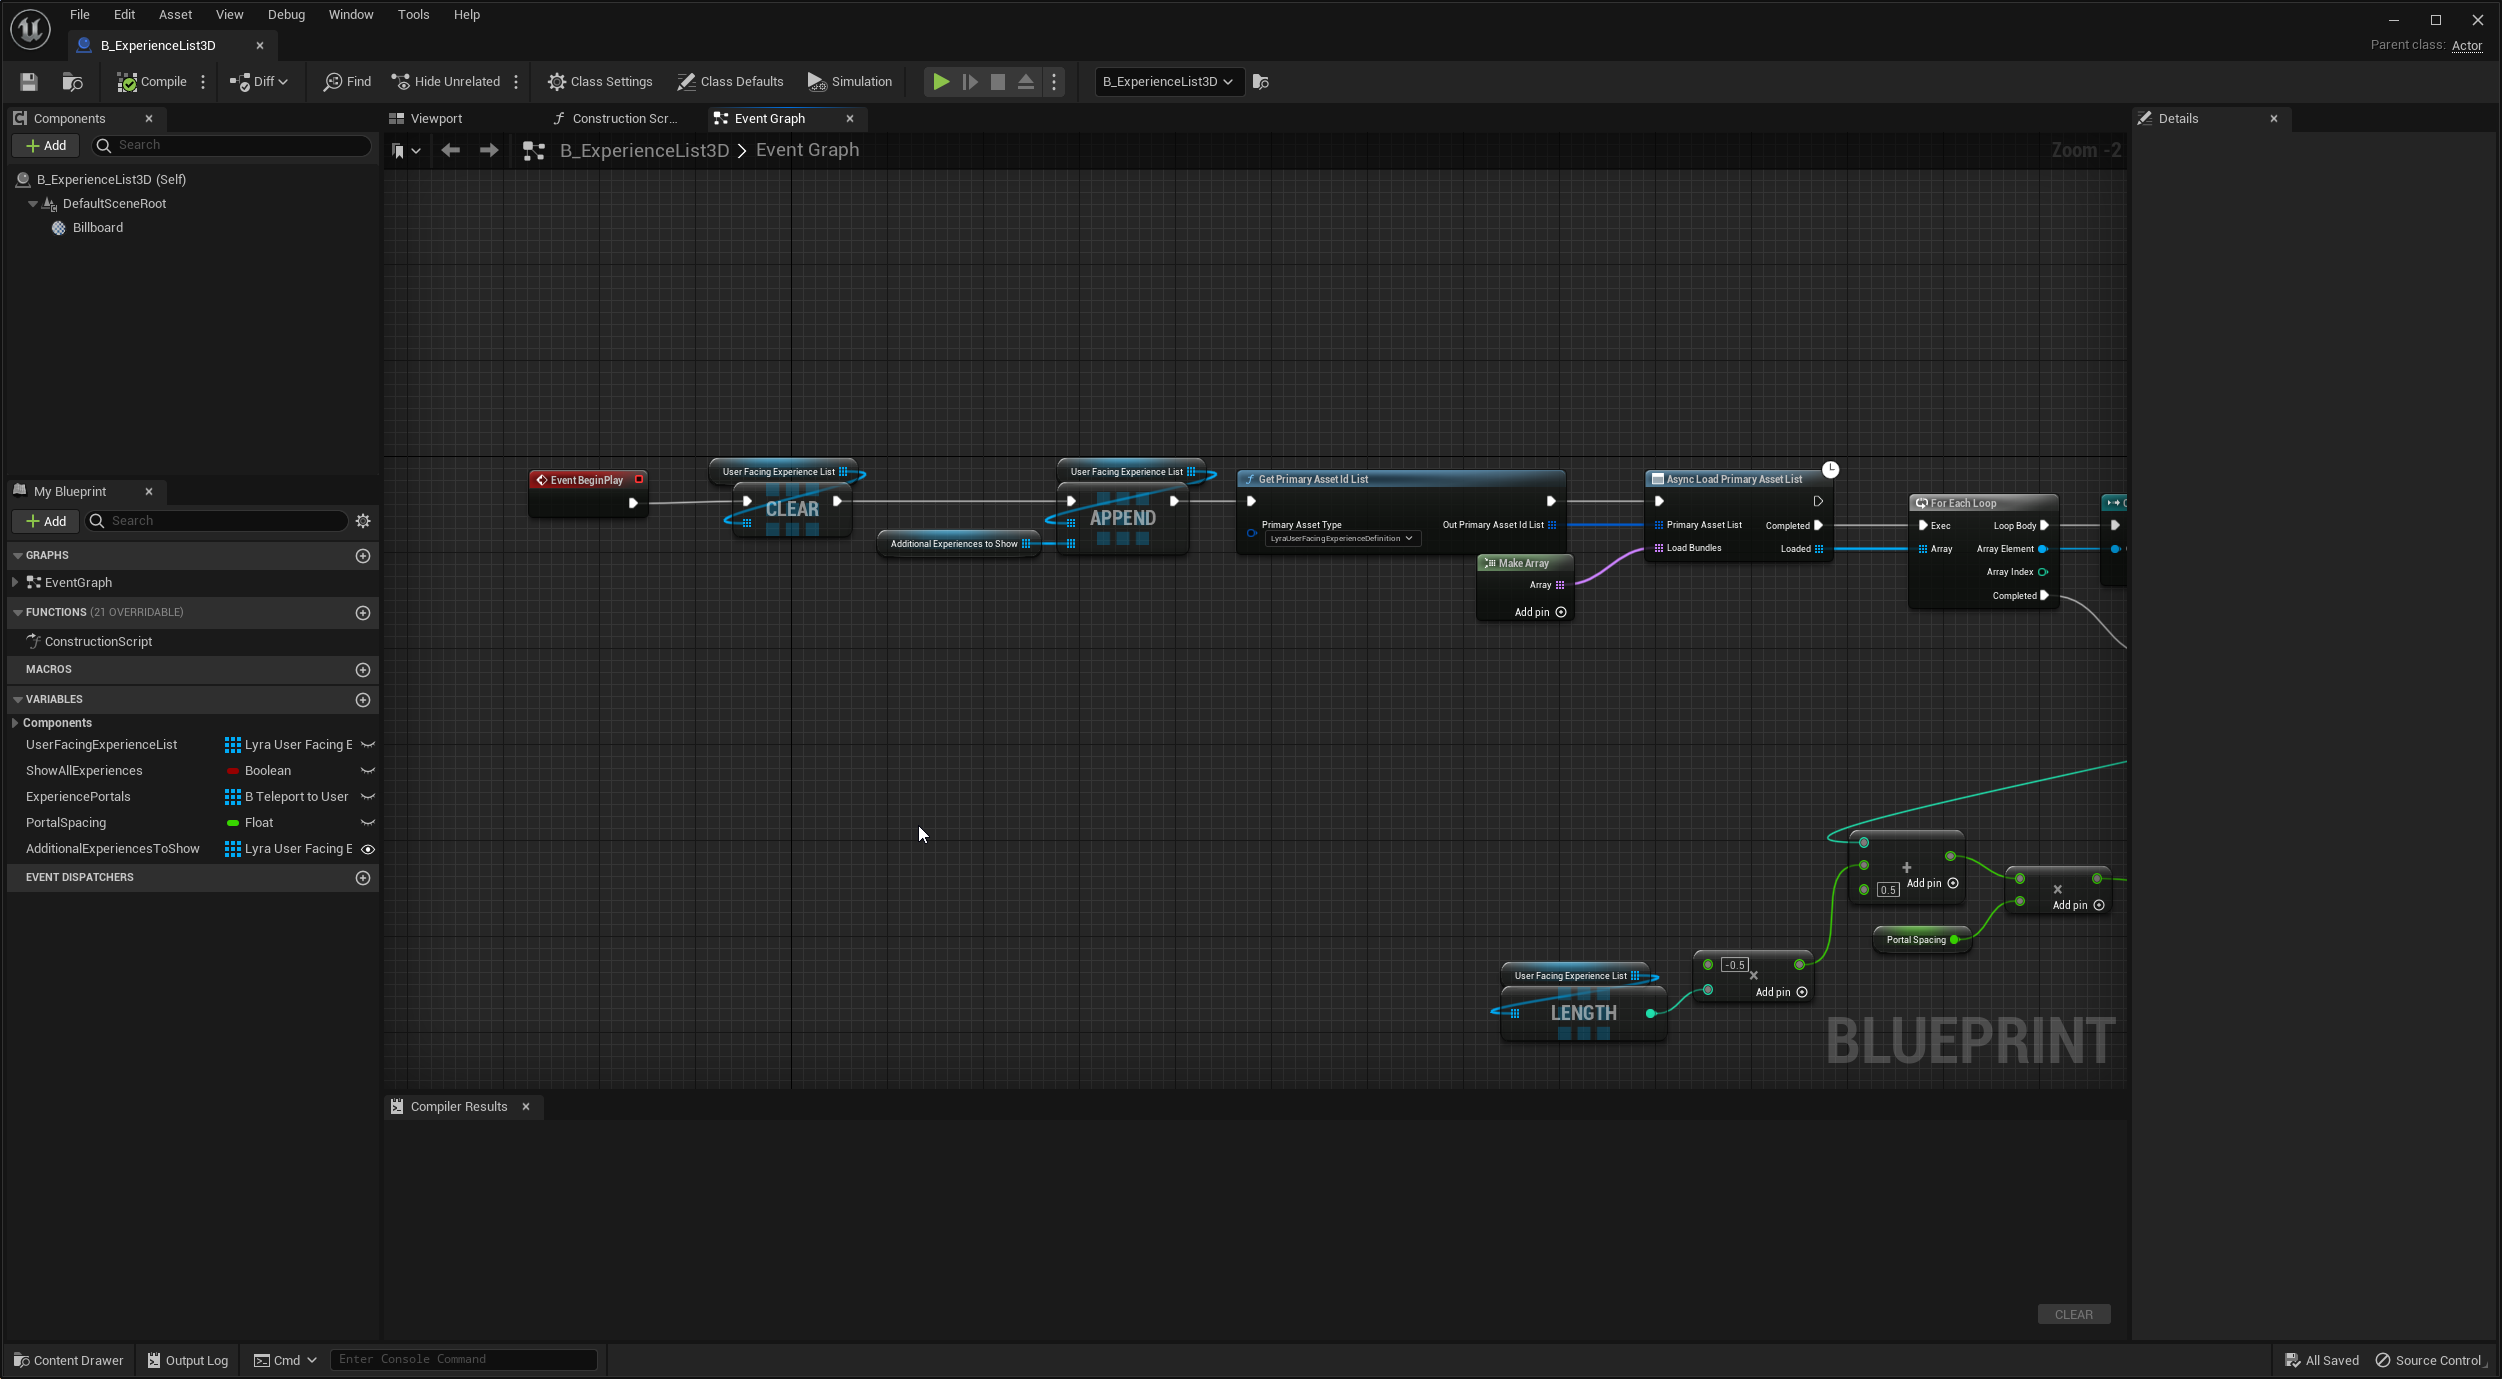 File Edit Asset View Debug Window Tools Help
B_ExperienceList3D
Parent class: Actor
Compile Diff Find Hide Unrelated Class Settings Class Defaults Simulation B_ExperienceList3D
Components
Add Search
B_ExperienceList3D (Self)
DefaultSceneRoot
Billboard
My Blueprint
Add Search
GRAPHS
EventGraph
FUNCTIONS (21 OVERRIDABLE)
ConstructionScript
MACROS
VARIABLES
Components
UserFacingExperienceList Lyra User Facing E
ShowAllExperiences Boolean
ExperiencePortals B Teleport to User
PortalSpacing Float
AdditionalExperiencesToShow Lyra User Facing E
EVENT DISPATCHERS
Viewport Construction Scr... Event Graph
B_ExperienceList3D > Event Graph
Zoom -2
Event BeginPlay
User Facing Experience List
CLEAR
Additional Experiences to Show
User Facing Experience List
APPEND
Get Primary Asset Id List
Primary Asset Type
LyraUserFacingExperienceDefinition
Out Primary Asset Id List
Make Array
Array
Add pin
Async Load Primary Asset List
Primary Asset List Completed
Load Bundles Loaded
For Each Loop
Exec Loop Body
Array Array Element
Array Index
Completed
+
0.5 Add pin
×
Add pin
Portal Spacing
-0.5
×
Add pin
User Facing Experience List
LENGTH
BLUEPRINT
Compiler Results
CLEAR
Details
Content Drawer Output Log Cmd Enter Console Command
All Saved Source Control